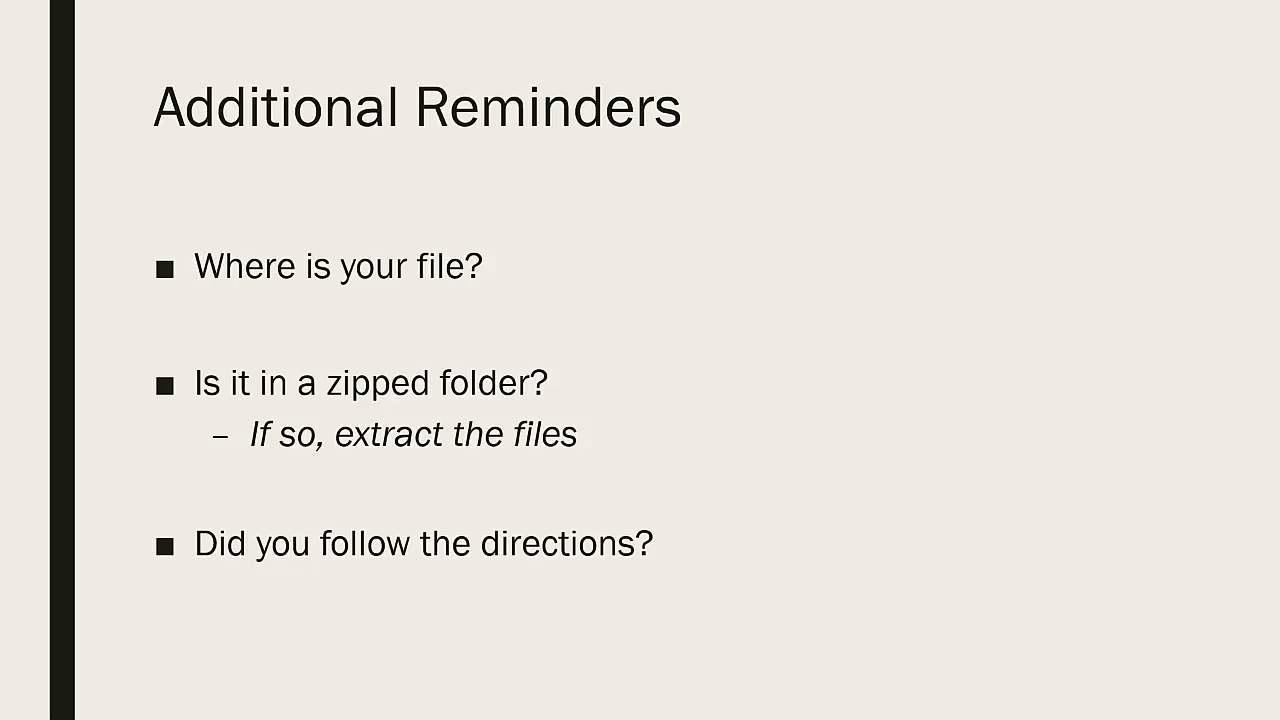 Additional Reminders
■ Where is your file?
■ Is it in a zipped folder?
– If so, extract the files
■ Did you follow the directions?